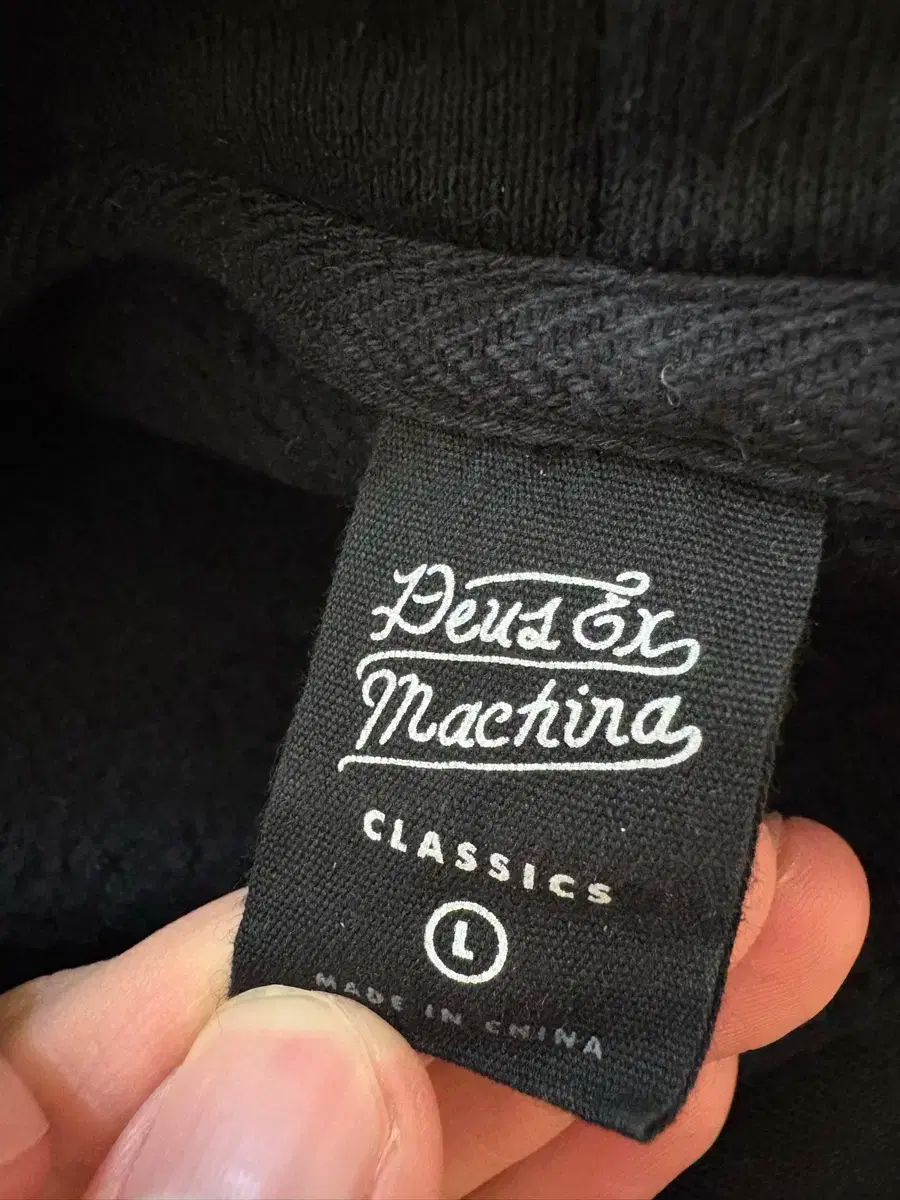 Deus Ex
Machina
CLASSICS
L
MADE IN CHINA